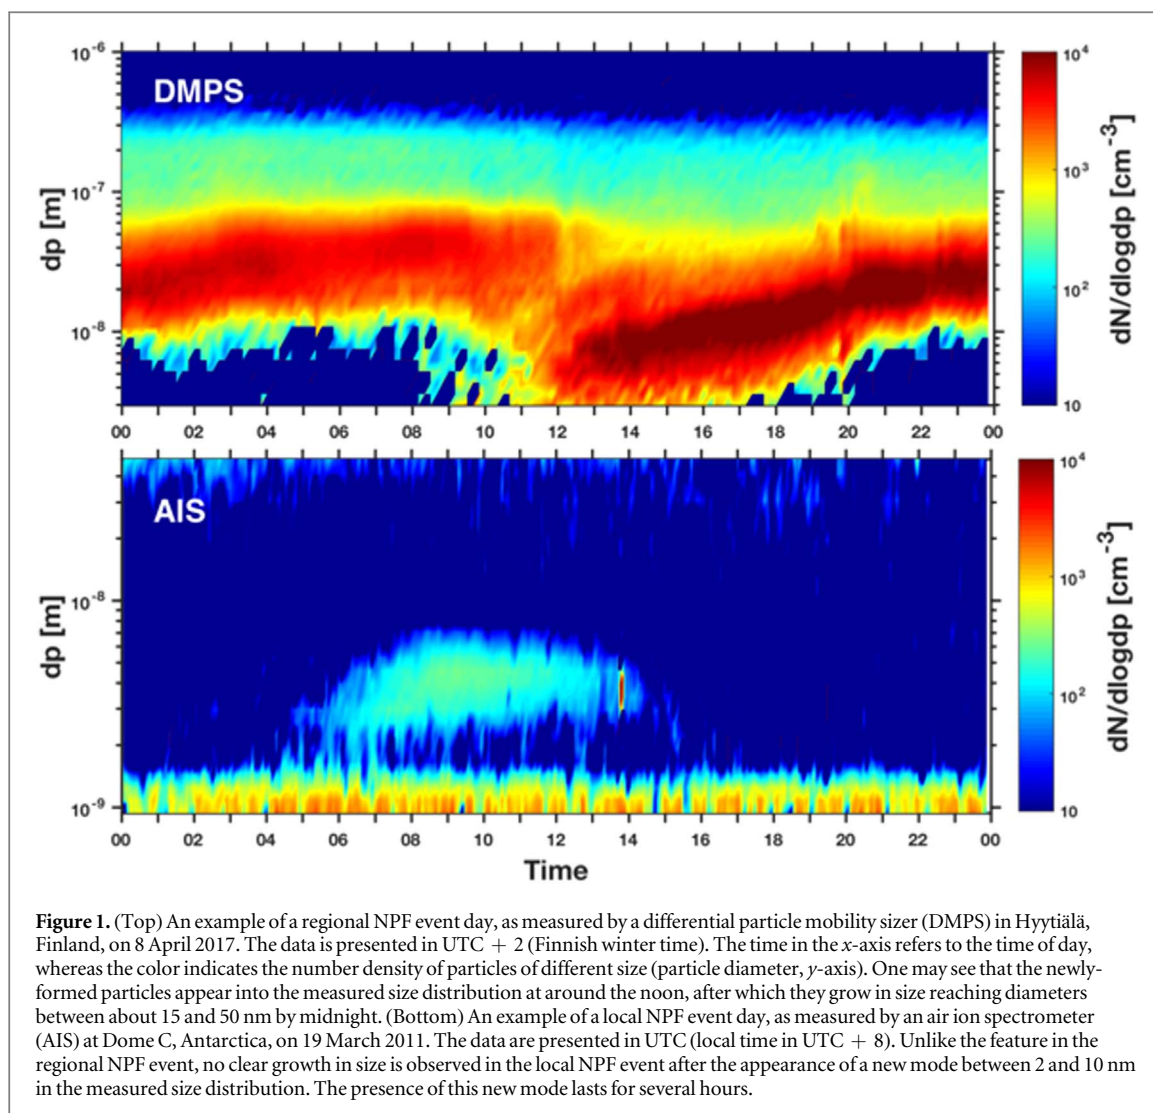 DMPS
10⁻⁶
10⁻⁷
10⁻⁸
dp [m]
00 02 04 06 08 10 12 14 16 18 20 22 00
10⁴
10³
10²
10
dN/dlogdp [cm⁻³]
AIS
10⁻⁸
10⁻⁹
dp [m]
00 02 04 06 08 10 12 14 16 18 20 22 00
Time
10⁴
10³
10²
10
dN/dlogdp [cm⁻³]
Figure 1. (Top) An example of a regional NPF event day, as measured by a differential particle mobility sizer (DMPS) in Hyytiälä,
Finland, on 8 April 2017. The data is presented in UTC + 2 (Finnish winter time). The time in the x-axis refers to the time of day,
whereas the color indicates the number density of particles of different size (particle diameter, y-axis). One may see that the newly-
formed particles appear into the measured size distribution at around the noon, after which they grow in size reaching diameters
between about 15 and 50 nm by midnight. (Bottom) An example of a local NPF event day, as measured by an air ion spectrometer
(AIS) at Dome C, Antarctica, on 19 March 2011. The data are presented in UTC (local time in UTC + 8). Unlike the feature in the
regional NPF event, no clear growth in size is observed in the local NPF event after the appearance of a new mode between 2 and 10 nm
in the measured size distribution. The presence of this new mode lasts for several hours.